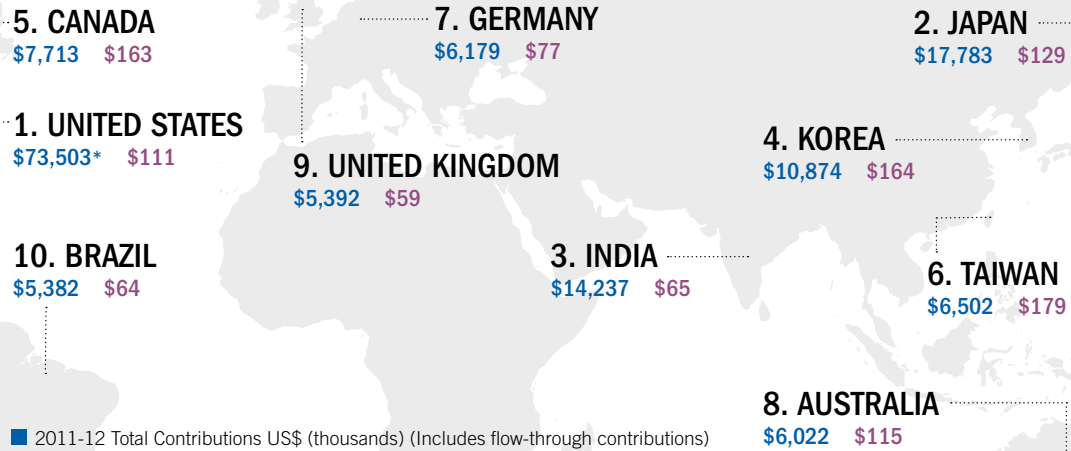 5. CANADA
$7,713 $163
7. GERMANY
$6,179 $77
2. JAPAN
$17,783 $129
1. UNITED STATES
$73,503* $111
9. UNITED KINGDOM
$5,392 $59
4. KOREA
$10,874 $164
10. BRAZIL
$5,382 $64
3. INDIA
$14,237 $65
6. TAIWAN
$6,502 $179
8. AUSTRALIA
$6,022 $115
2011-12 Total Contributions US$ (thousands) (Includes flow-through contributions)